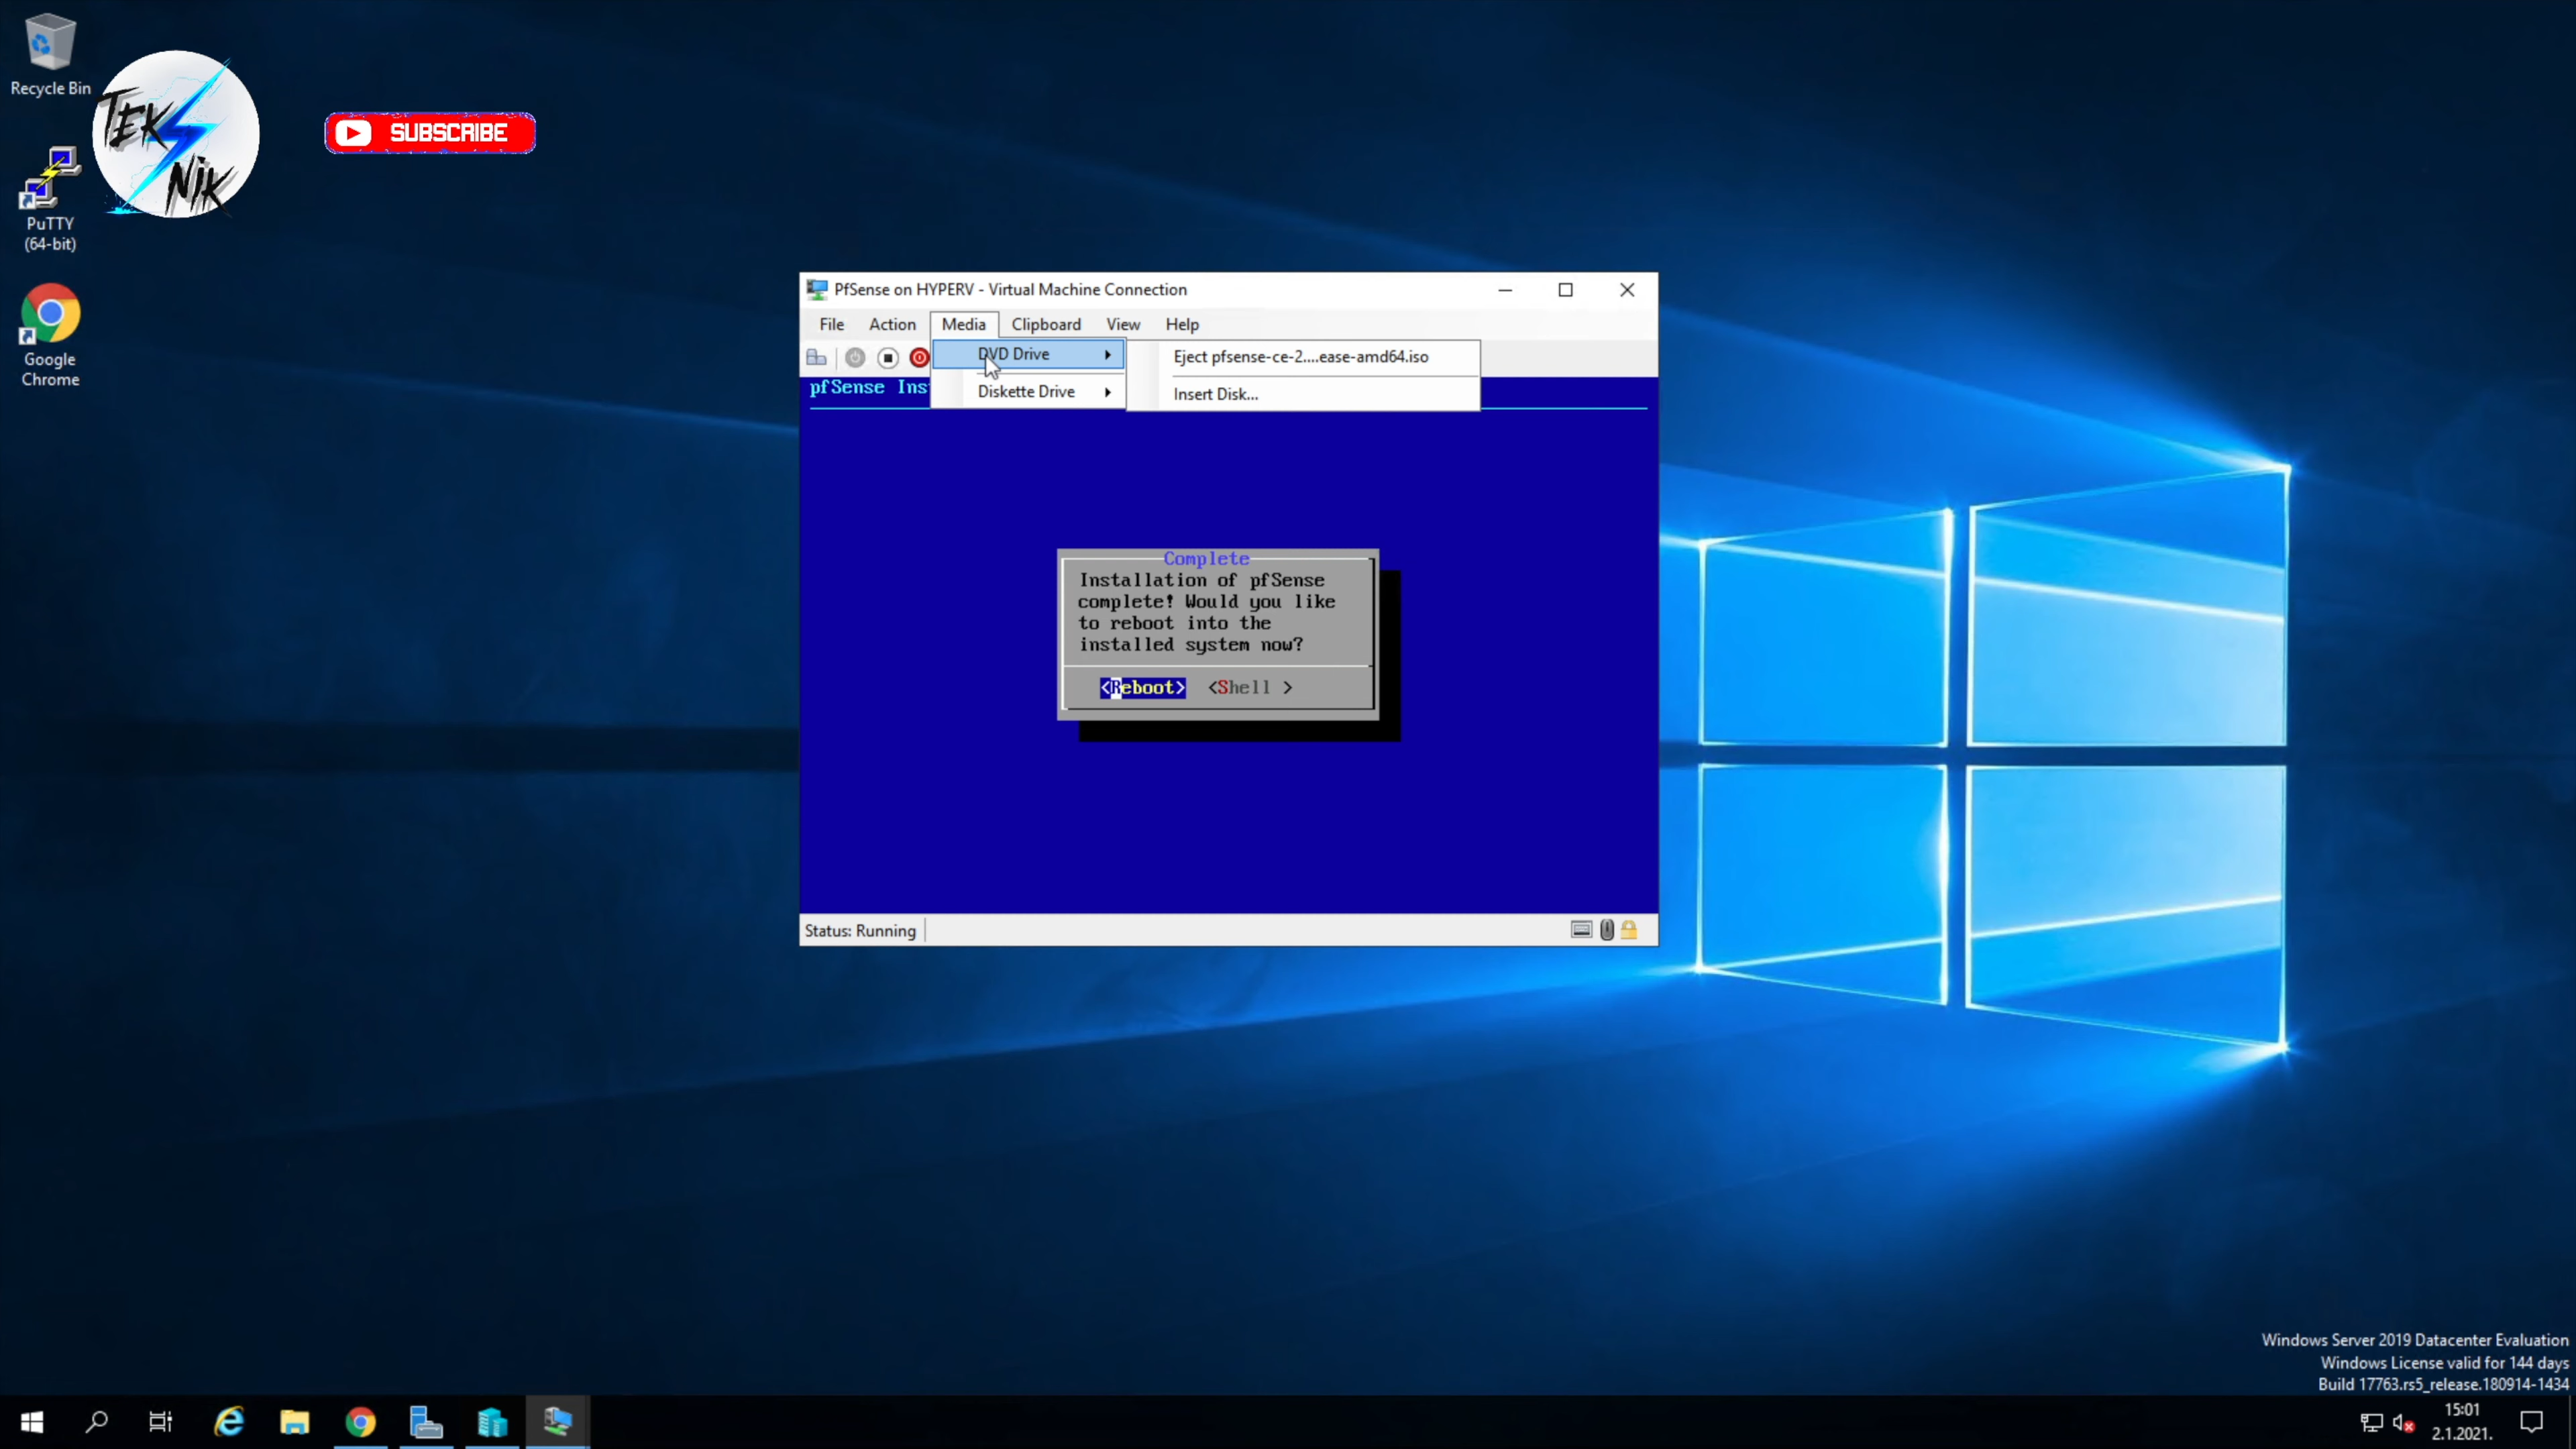 Recycle Bin
TEK
NIK
SUBSCRIBE
PuTTY
(64-bit)
Google
Chrome
PfSense on HYPERV - Virtual Machine Connection
File Action Media Clipboard View Help
DVD Drive
Diskette Drive
Eject pfsense-ce-2....ease-amd64.iso
Insert Disk...
pfSense Ins
Complete
Installation of pfSense
complete! Would you like
to reboot into the
installed system now?
<Reboot> <Shell >
Status: Running
Windows Server 2019 Datacenter Evaluation
Windows License valid for 144 days
Build 17763.rs5_release.180914-1434
15:01
2.1.2021.